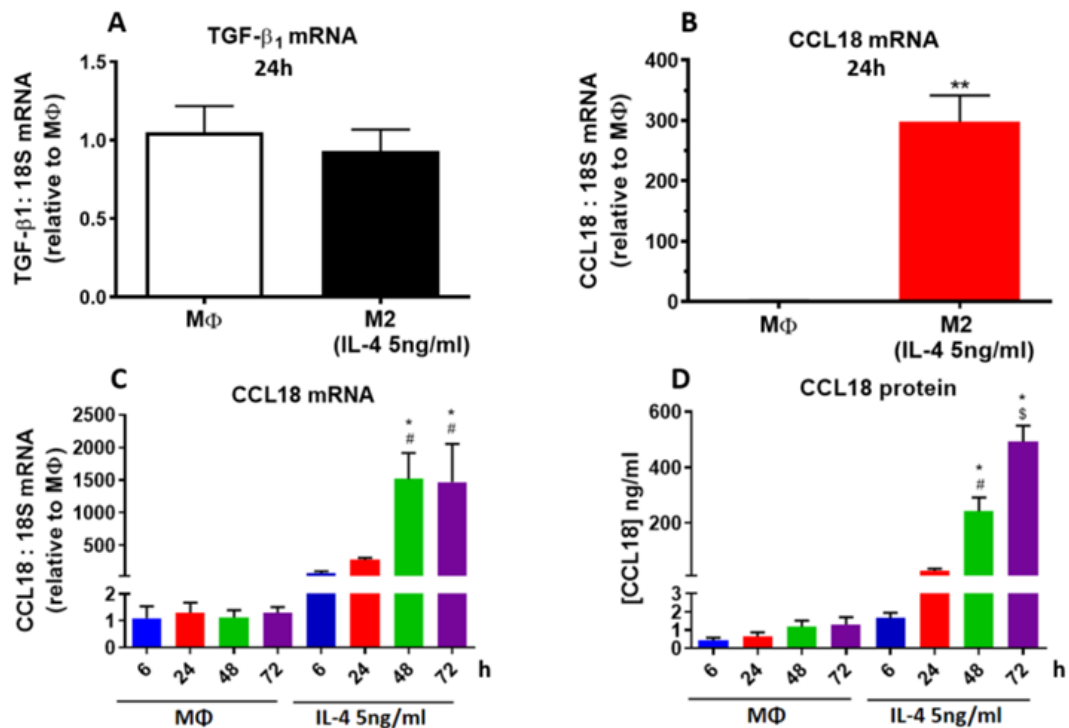 A
TGF-β1 mRNA
24h
TGF-β1: 18S mRNA
(relative to MΦ)
1.5
1.0
0.5
0.0
MΦ
M2
(IL-4 5ng/ml)
B
CCL18 mRNA
24h
CCL18 : 18S mRNA
(relative to MΦ)
400
300
200
100
0
**
MΦ
M2
(IL-4 5ng/ml)
C
CCL18 mRNA
CCL18 : 18S mRNA
(relative to MΦ)
2500
2000
1500
1000
500
2
1
0
* *
# #
6 24 48 72 6 24 48 72 h
MΦ IL-4 5ng/ml
D
CCL18 protein
[CCL18] ng/ml
600
400
200
3
2
1
0
*
$
*
#
6 24 48 72 6 24 48 72 h
MΦ IL-4 5ng/ml